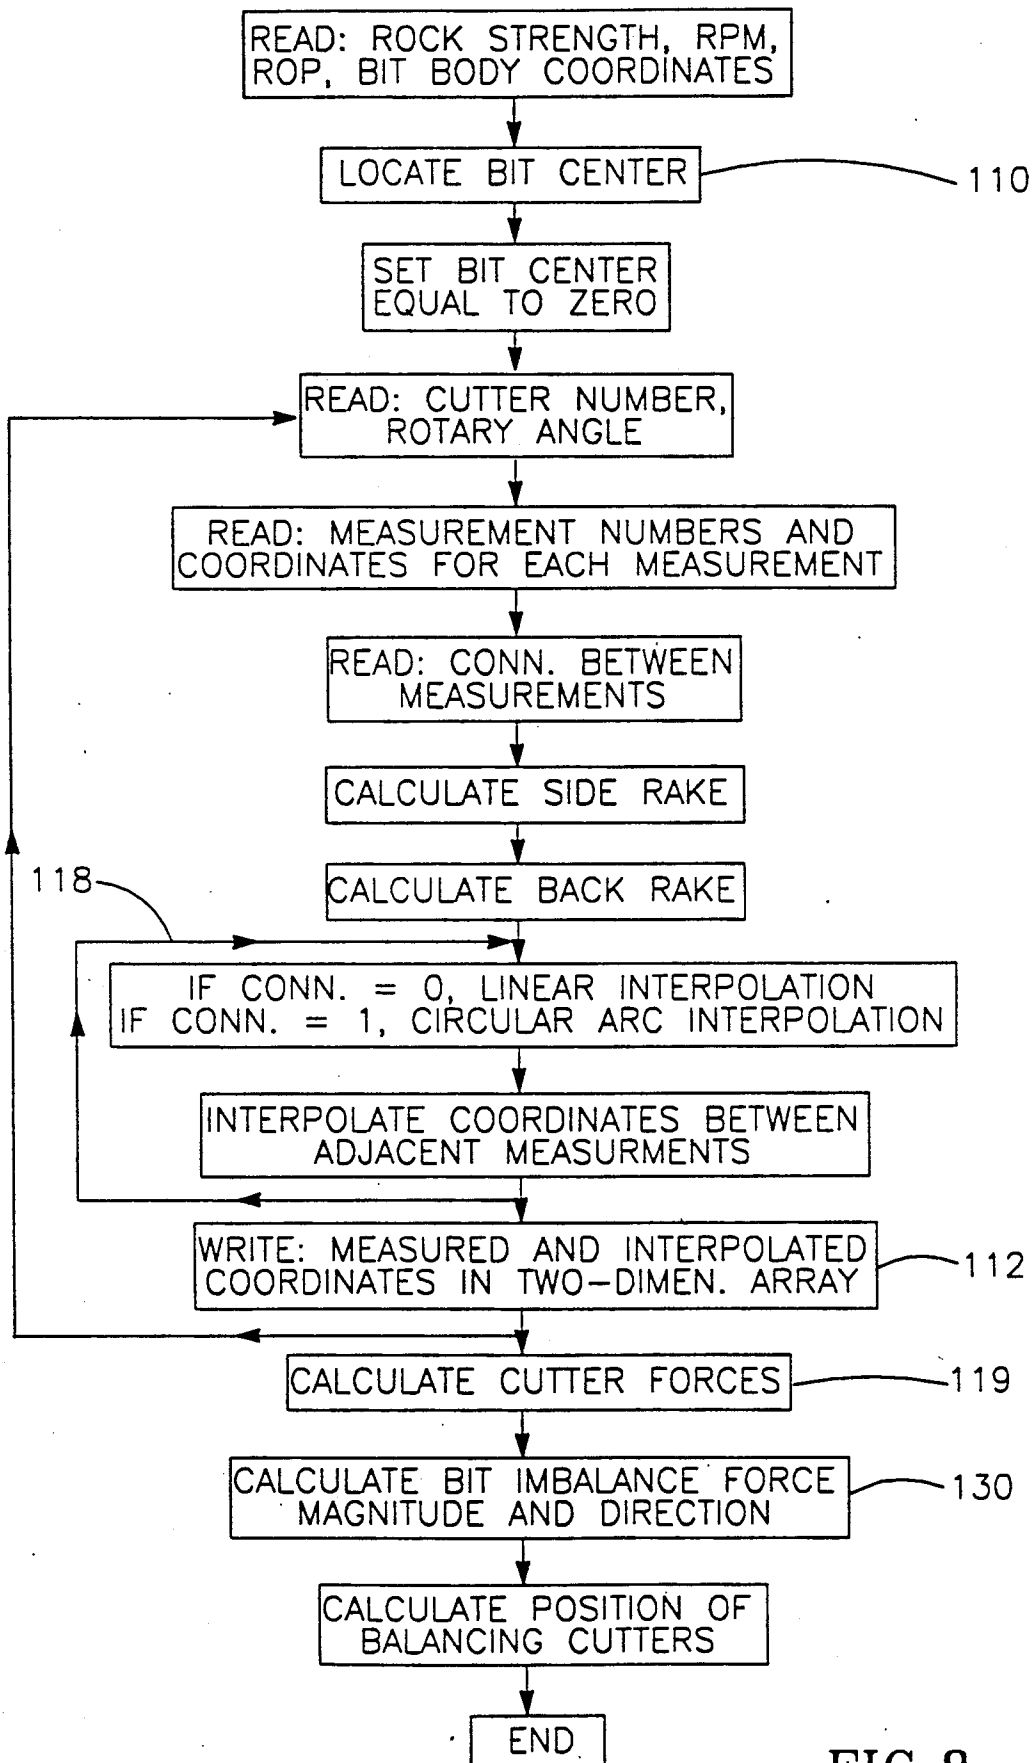 READ: ROCK STRENGTH, RPM,
ROP, BIT BODY COORDINATES
LOCATE BIT CENTER
110
SET BIT CENTER
EQUAL TO ZERO
READ: CUTTER NUMBER,
ROTARY ANGLE
READ: MEASUREMENT NUMBERS AND
COORDINATES FOR EACH MEASUREMENT
READ: CONN. BETWEEN
MEASUREMENTS
CALCULATE SIDE RAKE
118
CALCULATE BACK RAKE
IF CONN. = 0, LINEAR INTERPOLATION
IF CONN. = 1, CIRCULAR ARC INTERPOLATION
INTERPOLATE COORDINATES BETWEEN
ADJACENT MEASURMENTS
WRITE: MEASURED AND INTERPOLATED
COORDINATES IN TWO-DIMEN. ARRAY
112
CALCULATE CUTTER FORCES
119
CALCULATE BIT IMBALANCE FORCE
MAGNITUDE AND DIRECTION
130
CALCULATE POSITION OF
BALANCING CUTTERS
END
FIG. 8